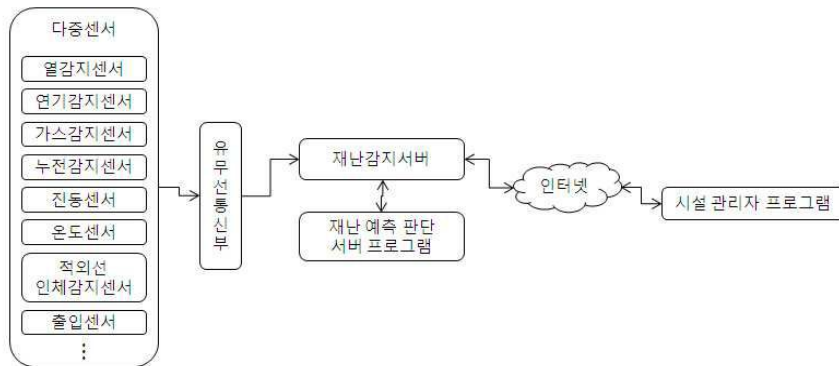 다중센서
열감지센서
연기감지센서
가스감지센서
누전감지센서
진동센서
온도센서
적외선
인체감지센서
출입센서
유무선통신부
재난감지서버
재난 예측 판단
서버 프로그램
인터넷
시설 관리자 프로그램